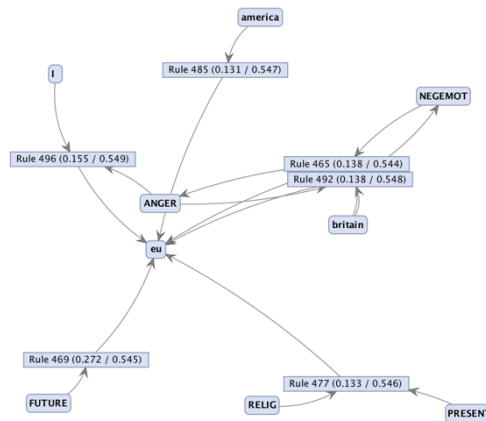 america
Rule 485 (0.131 / 0.547)
I
NEGEMOT
Rule 496 (0.155 / 0.549)
Rule 465 (0.138 / 0.544)
Rule 492 (0.138 / 0.548)
ANGER
britain
eu
Rule 469 (0.272 / 0.545)
Rule 477 (0.133 / 0.546)
FUTURE
RELIG
PRESENT